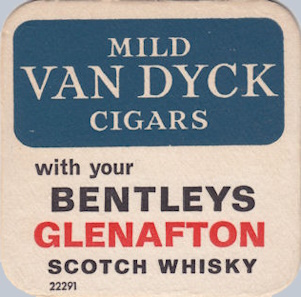 MILD
VAN DYCK
CIGARS
with your
BENTLEYS
GLENAFTON
SCOTCH WHISKY
22291